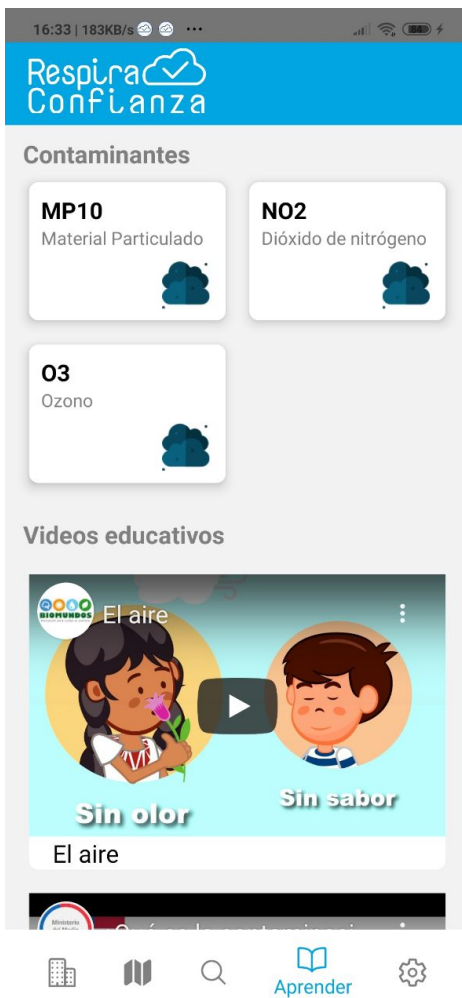 16:33 | 183KB/s
Respira
Confianza
Contaminantes
MP10
Material Particulado
NO2
Dióxido de nitrógeno
O3
Ozono
Videos educativos
BIOMUNDOS
El aire
Sin olor
Sin sabor
El aire
Ministerio
Aprender